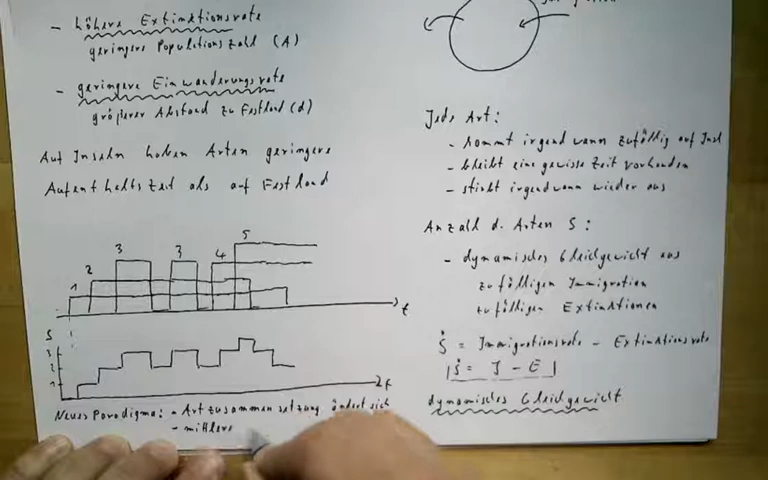 - höhere Extinktionsrate
geringere Populationszahl (A)
- geringere Einwanderungsrate
größerer Abstand zu Festland (d)
Auf Inseln haben Arten geringere
Aufenthaltszeit als auf Festland
1 2 3 3 4 5
t
S
3
2
1
t
Neues Paradigma: - Artzusammensetzung ändert sich
- mittlere
Jede Art:
- kommt irgendwann zufällig auf Insel
- bleibt eine gewisse Zeit vorhanden
- stirbt irgendwann wieder aus
Anzahl d. Arten S:
- dynamisches Gleichgewicht aus
zufälligen Immigration
zufälligen Extinktionen
Ṡ = Immigrationsrate - Extinktionsrate
Ṡ = I - E
dynamisches Gleichgewicht